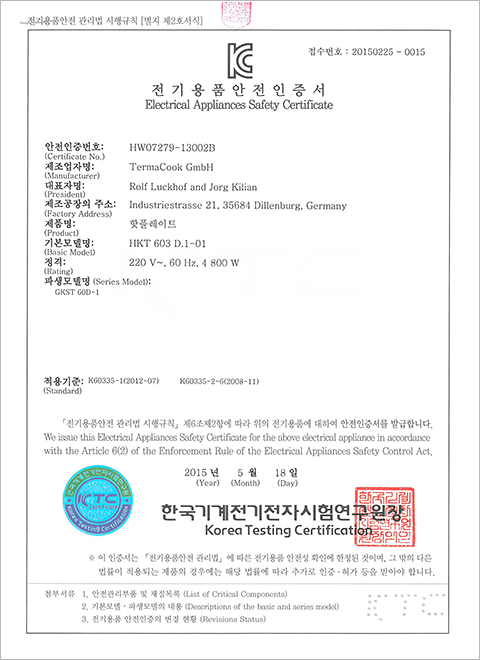 전기용품안전 관리법 시행규칙 [별지 제2호서식]
접수번호 : 20150225 - 0015
KC
전기용품안전인증서
Electrical Appliances Safety Certificate
안전인증번호: HW07279-13002B
(Certificate No.)
제조업자명: TermaCook GmbH
(Manufacturer)
대표자명: Rolf Luckhof and Jorg Kilian
(President)
제조공장의 주소: Industriestrasse 21, 35684 Dillenburg, Germany
(Factory Address)
제품명: 핫플레이트
(Product)
기본모델명: HKT 603 D.1-01
(Basic Model)
정격: 220 V~, 60 Hz, 4 800 W
(Rating)
파생모델명 (Series Model):
GKST 60D-1
적용기준: K60335-1(2012-07) K60335-2-6(2008-11)
(Standard)
「전기용품안전 관리법 시행규칙」 제6조제2항에 따라 위의 전기용품에 대하여 안전인증서를 발급합니다.
We issue this Electrical Appliances Safety Certificate for the above electrical appliance in accordance
with the Article 6(2) of the Enforcement Rule of the Electrical Appliances Safety Control Act.
2015 년 5 월 18 일
(Year) (Month) (Day)
KTC
Korea Testing Certification
한국기계전기전자시험연구원장
Korea Testing Certification
※ 이 인증서는 「전기용품안전 관리법」에 따른 전기용품 안전성 확인에 한정된 것이며, 그 밖의 다른
법률이 적용되는 제품의 경우에는 해당 법률에 따라 추가로 인증·허가 등을 받아야 합니다.
첨부서류 1. 안전관리부품 및 재질목록 (List of Critical Components)
2. 기본모델·파생모델의 내용 (Descriptions of the basic and series model)
3. 전기용품 안전인증의 변경 현황 (Revisions Status)
KTC